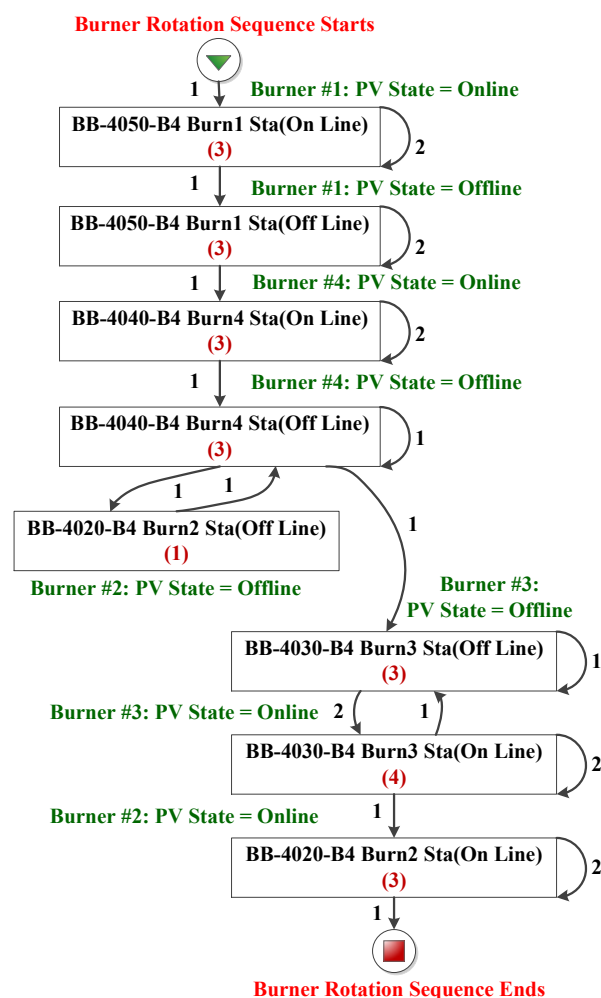 Burner Rotation Sequence Starts
1
Burner #1: PV State = Online
BB-4050-B4 Burn1 Sta(On Line)
(3)
2
1
Burner #1: PV State = Offline
BB-4050-B4 Burn1 Sta(Off Line)
(3)
2
1
Burner #4: PV State = Online
BB-4040-B4 Burn4 Sta(On Line)
(3)
2
1
Burner #4: PV State = Offline
BB-4040-B4 Burn4 Sta(Off Line)
(3)
1
1
1
1
BB-4020-B4 Burn2 Sta(Off Line)
(1)
Burner #2: PV State = Offline
Burner #3:
PV State = Offline
BB-4030-B4 Burn3 Sta(Off Line)
(3)
1
Burner #3: PV State = Online
2
1
BB-4030-B4 Burn3 Sta(On Line)
(4)
2
Burner #2: PV State = Online
1
BB-4020-B4 Burn2 Sta(On Line)
(3)
2
1
Burner Rotation Sequence Ends